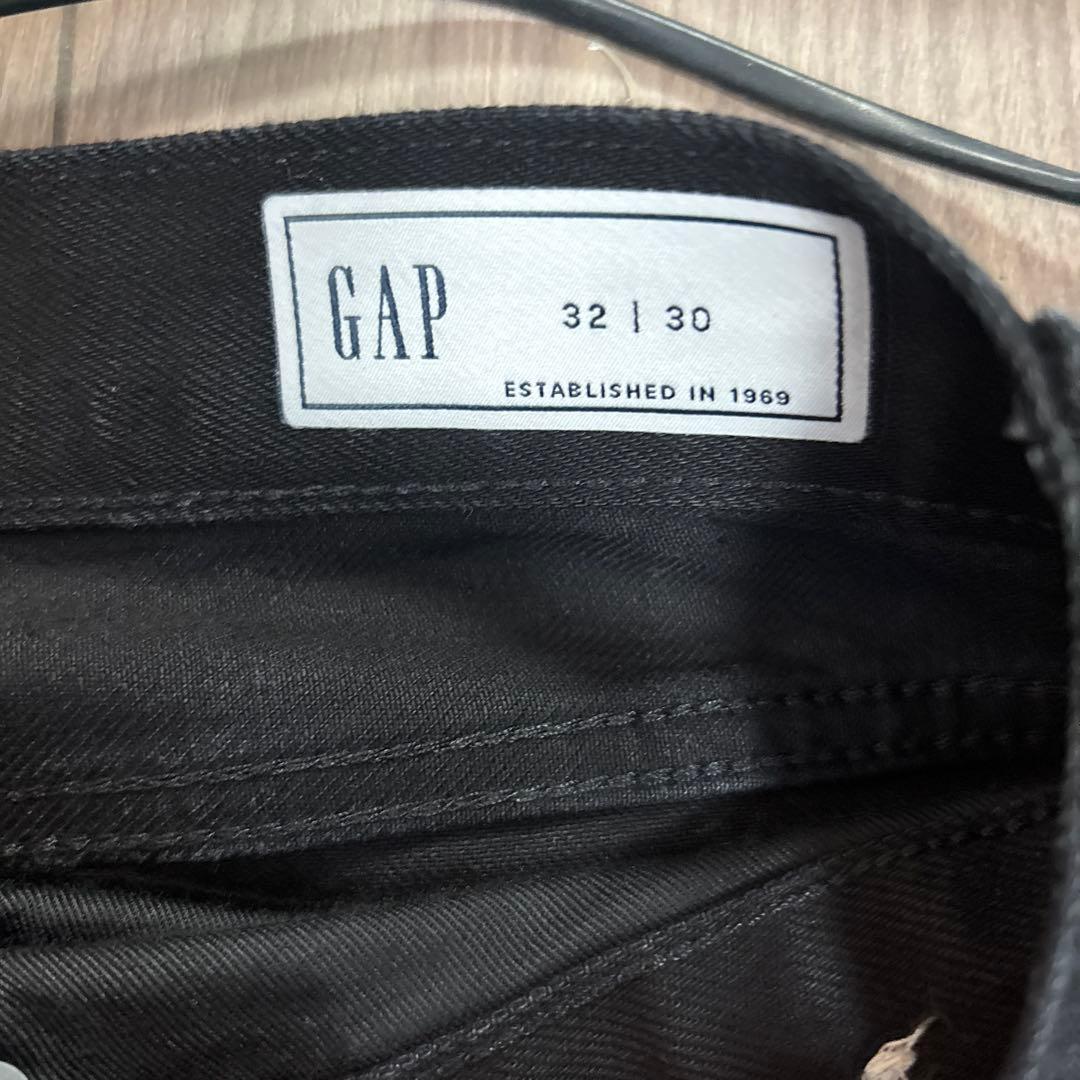 GAP 32 | 30
ESTABLISHED IN 1969